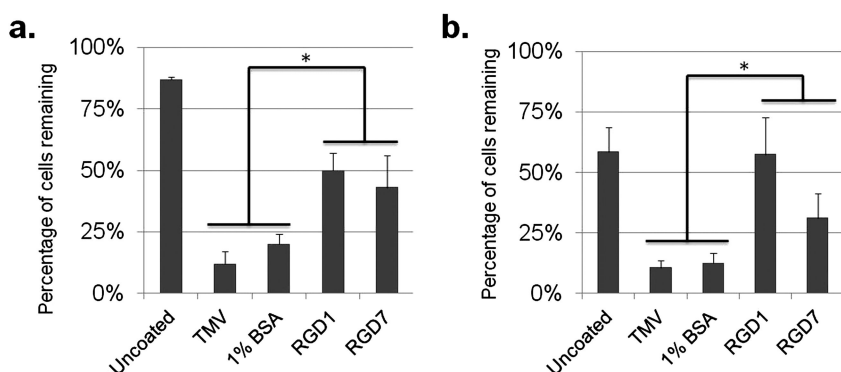 a.
Percentage of cells remaining
100%
75%
50%
25%
0%
*
Uncoated
TMV
1% BSA
RGD1
RGD7
b.
Percentage of cells remaining
100%
75%
50%
25%
0%
*
Uncoated
TMV
1% BSA
RGD1
RGD7